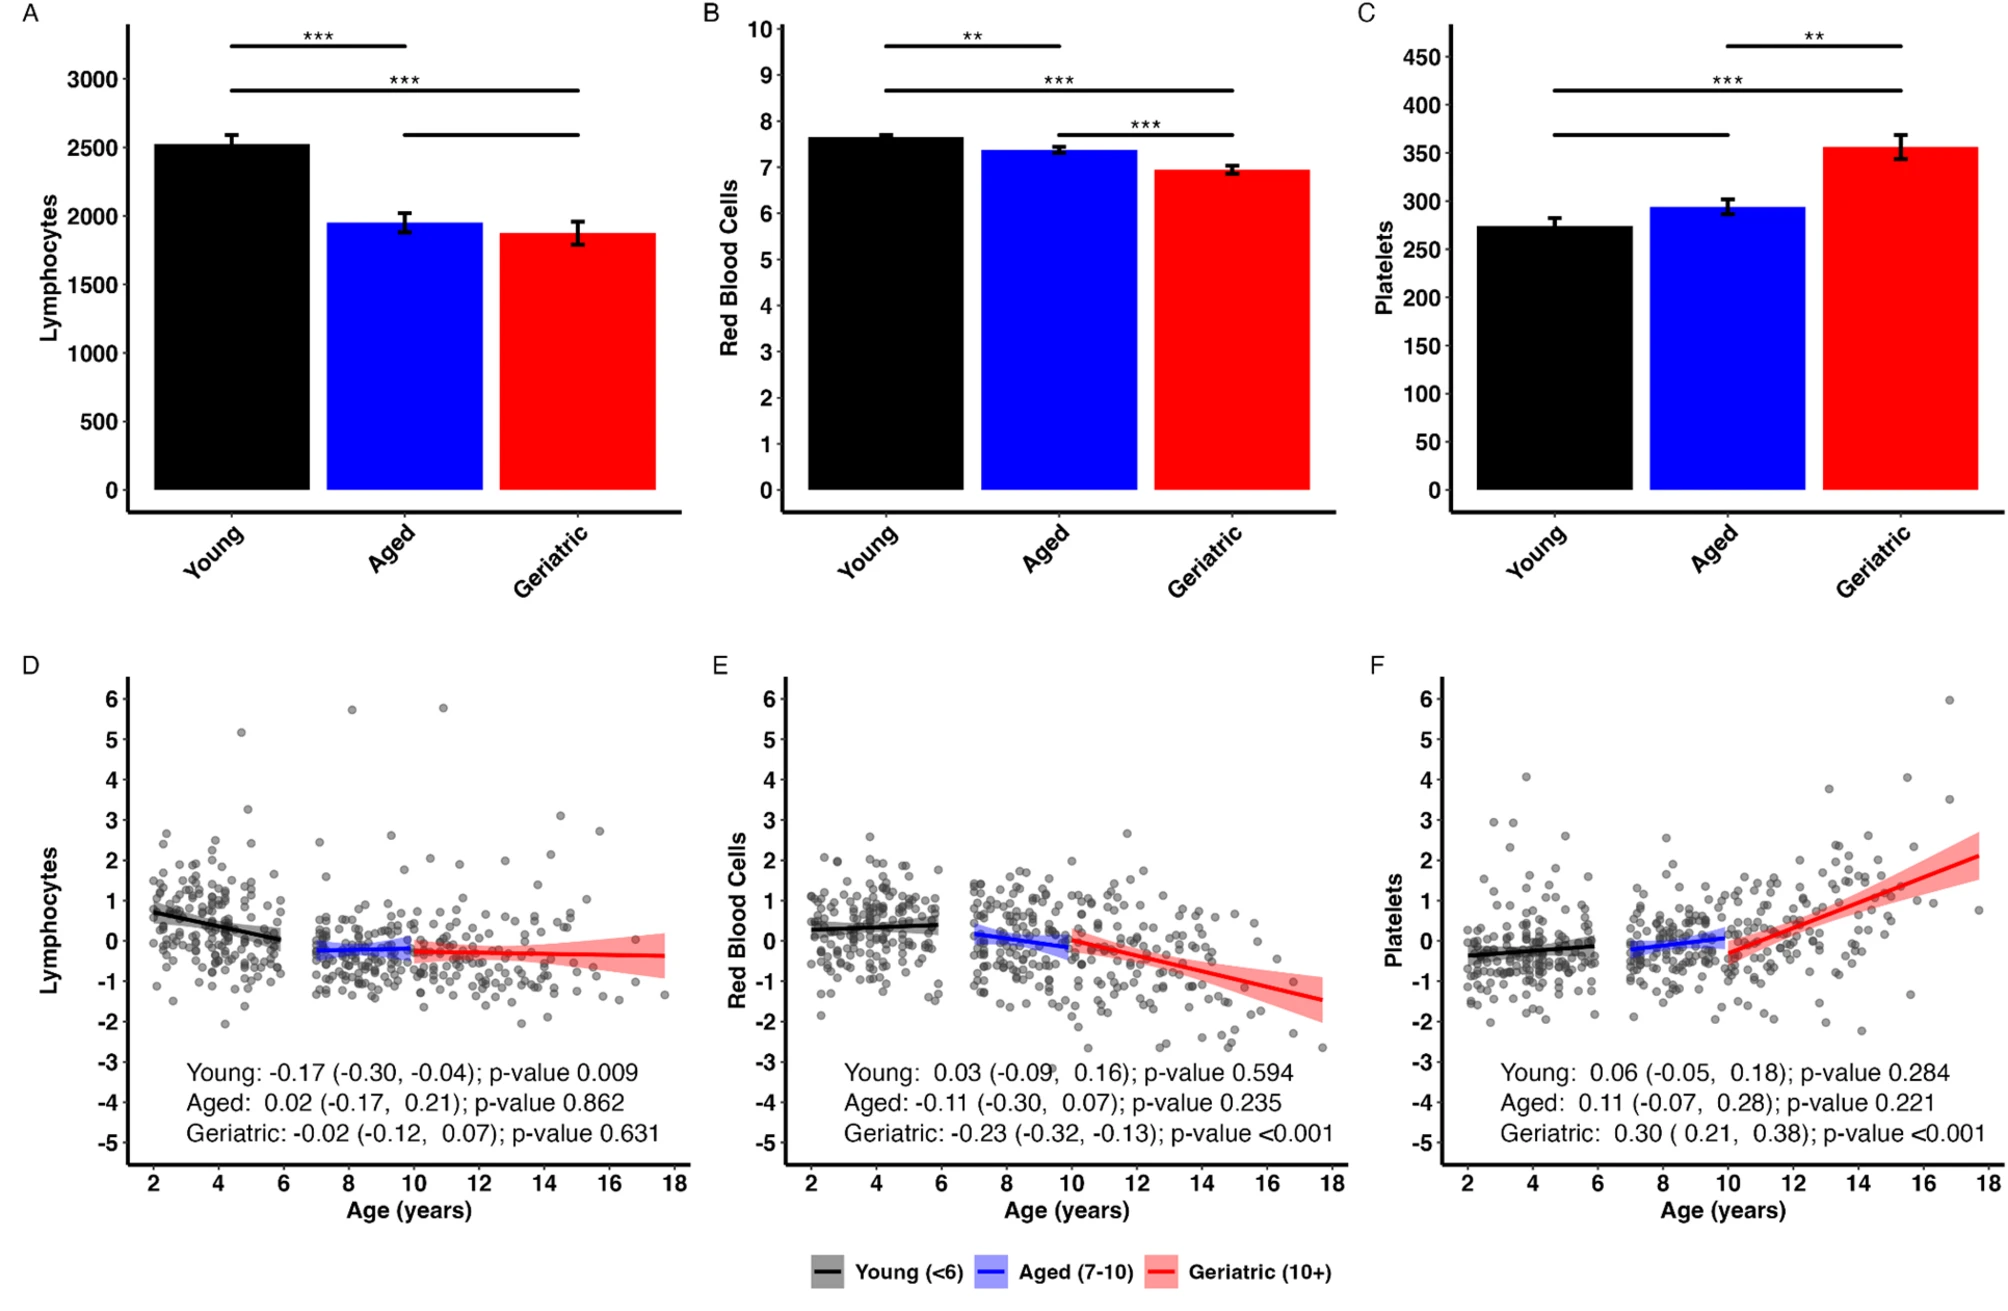 A
B
C
***
***
3000
2500
2000
1500
1000
500
0
Lymphocytes
Young
Aged
Geriatric
**
***
***
10
9
8
7
6
5
4
3
2
1
0
Red Blood Cells
Young
Aged
Geriatric
**
***
450
400
350
300
250
200
150
100
50
0
Platelets
Young
Aged
Geriatric
D
6
5
4
3
2
1
0
-1
-2
-3
-4
-5
Lymphocytes
Young: -0.17 (-0.30, -0.04); p-value 0.009
Aged: 0.02 (-0.17, 0.21); p-value 0.862
Geriatric: -0.02 (-0.12, 0.07); p-value 0.631
2 4 6 8 10 12 14 16 18
Age (years)
E
6
5
4
3
2
1
0
-1
-2
-3
-4
-5
Red Blood Cells
Young: 0.03 (-0.09, 0.16); p-value 0.594
Aged: -0.11 (-0.30, 0.07); p-value 0.235
Geriatric: -0.23 (-0.32, -0.13); p-value <0.001
2 4 6 8 10 12 14 16 18
Age (years)
F
6
5
4
3
2
1
0
-1
-2
-3
-4
-5
Platelets
Young: 0.06 (-0.05, 0.18); p-value 0.284
Aged: 0.11 (-0.07, 0.28); p-value 0.221
Geriatric: 0.30 ( 0.21, 0.38); p-value <0.001
2 4 6 8 10 12 14 16 18
Age (years)
Young (<6) Aged (7-10) Geriatric (10+)